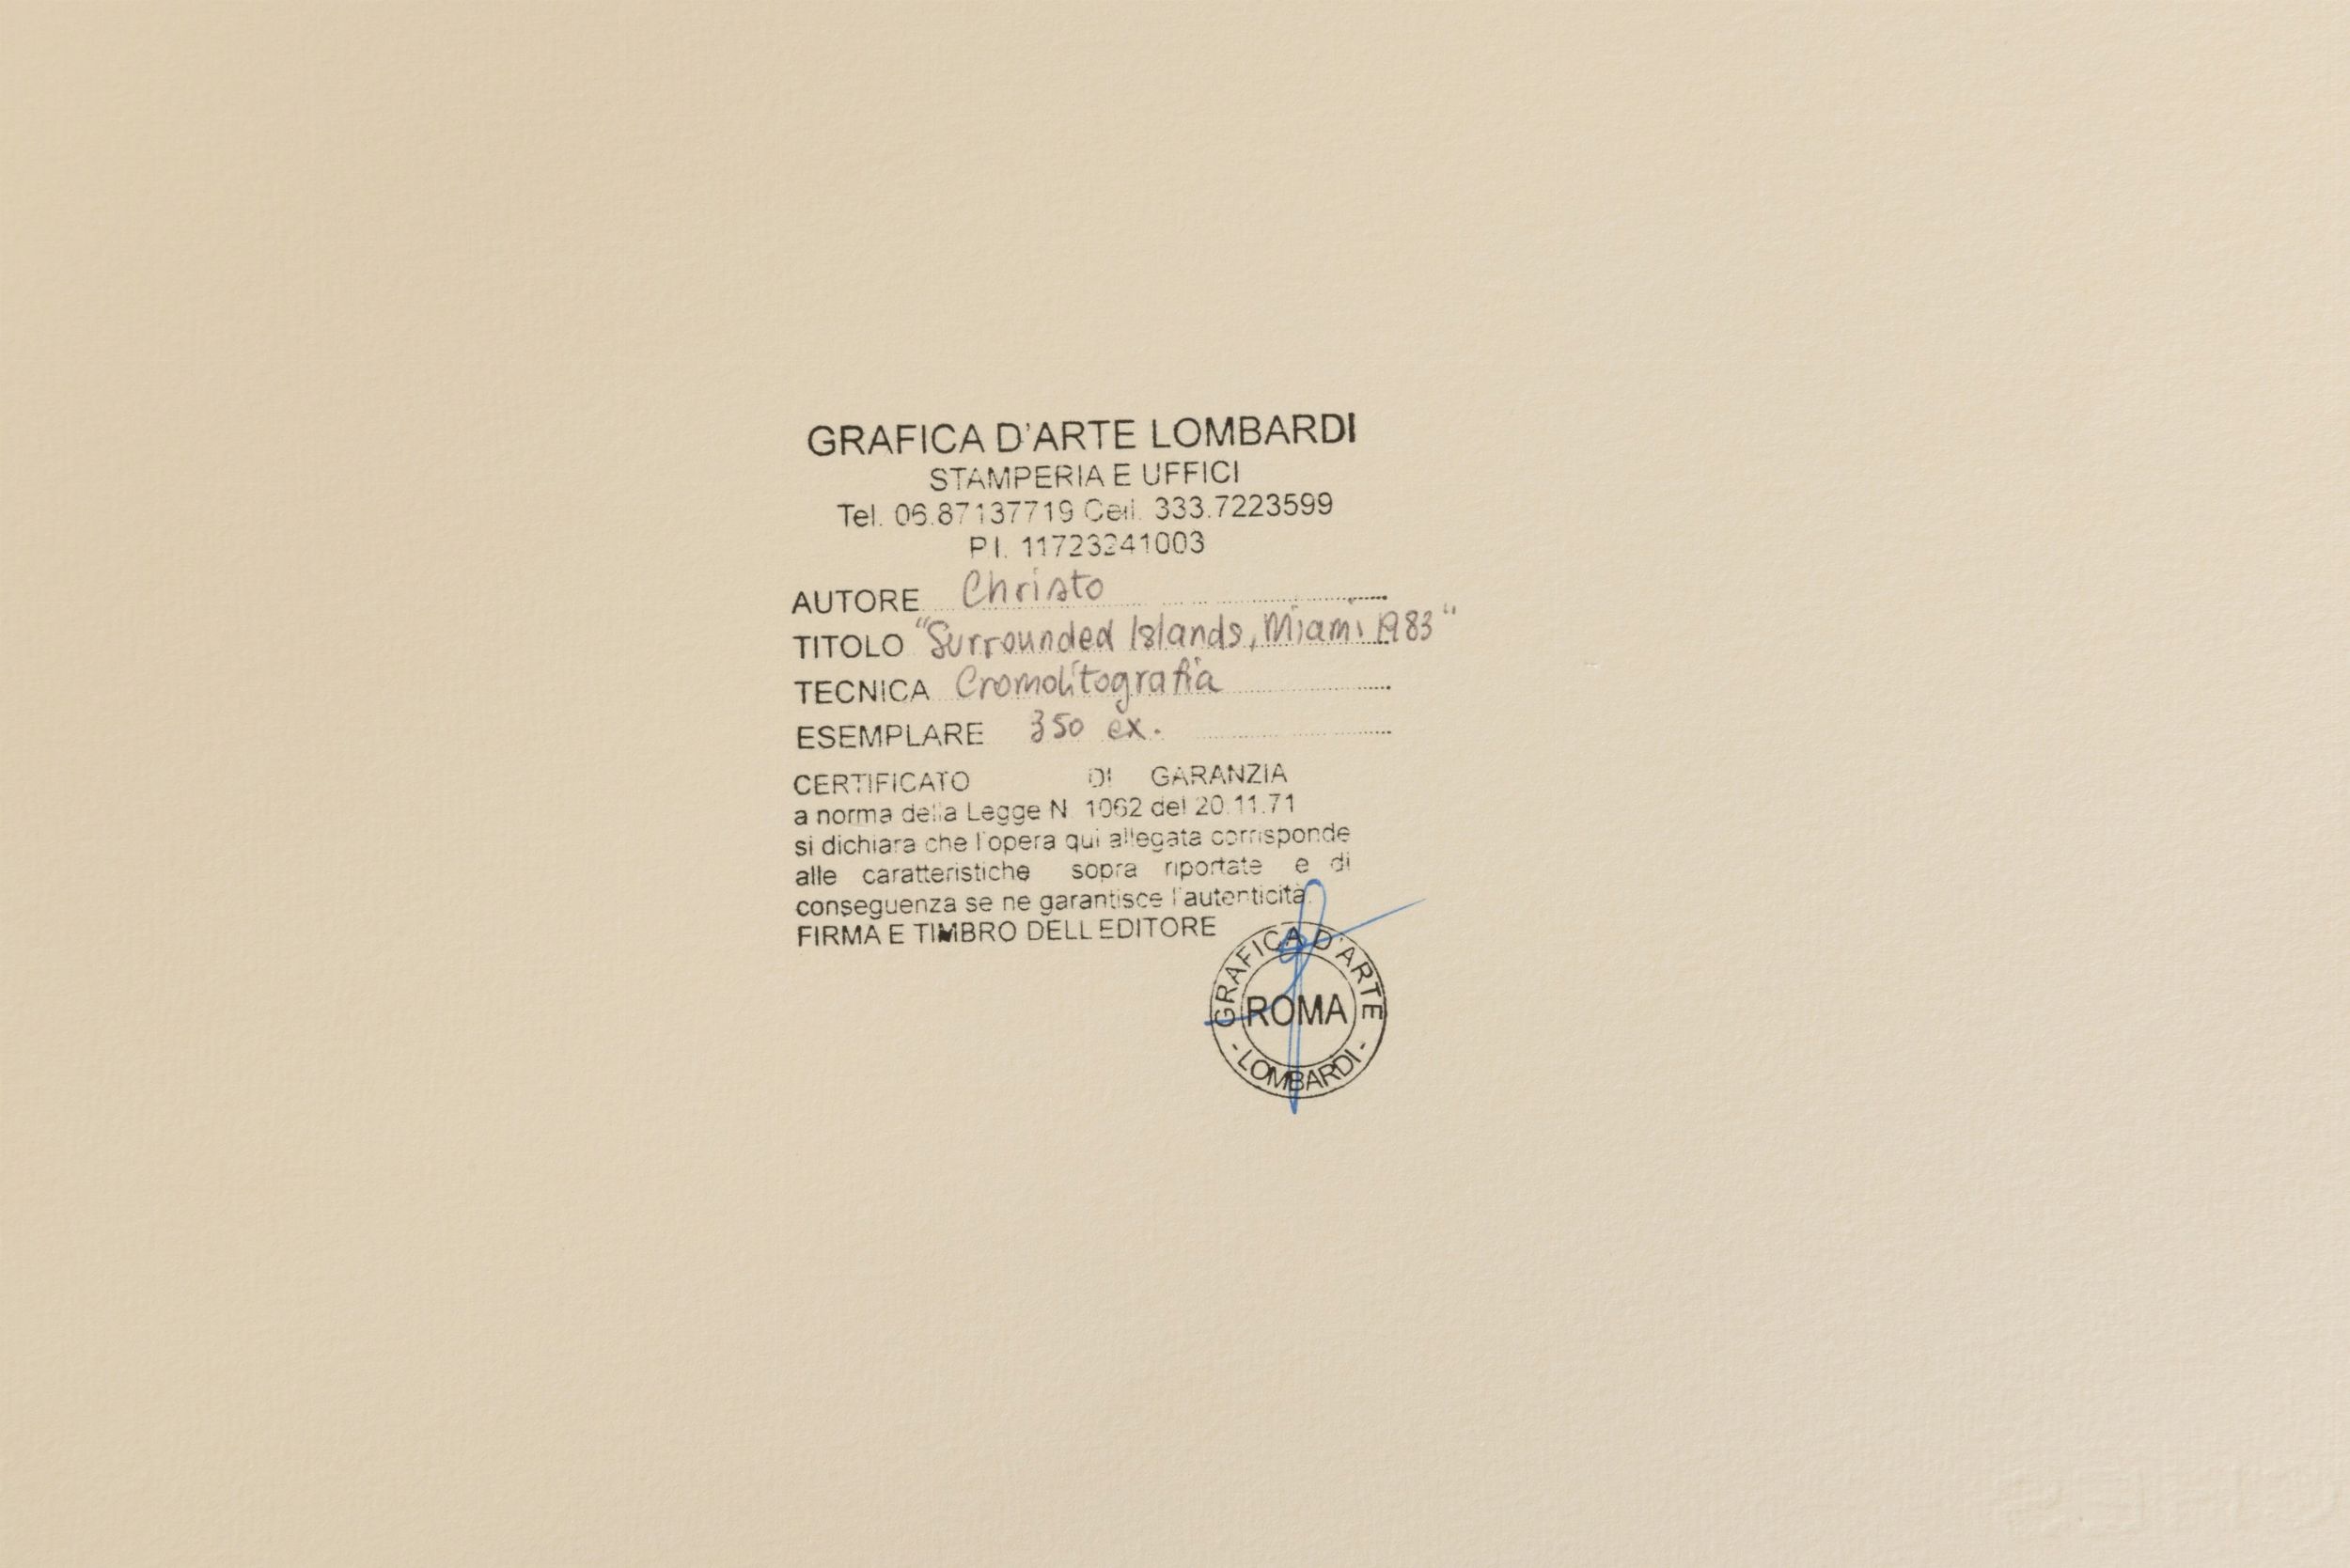 GRAFICA D'ARTE LOMBARDI
STAMPERIA E UFFICI
Tel. 06.87137719 Cell. 333.7223599
P.I. 11723241003
AUTORE Christo
TITOLO "Surrounded Islands, Miami 1983"
TECNICA Cromolitografia
ESEMPLARE 350 ex.
CERTIFICATO DI GARANZIA
a norma della Legge N. 1062 del 20.11.71
si dichiara che l'opera qui allegata corrisponde
alle caratteristiche sopra riportate e di
conseguenza se ne garantisce l'autenticità.
FIRMA E TIMBRO DELL EDITORE
GRAFICA D'ARTE
ROMA
- LOMBARDI -